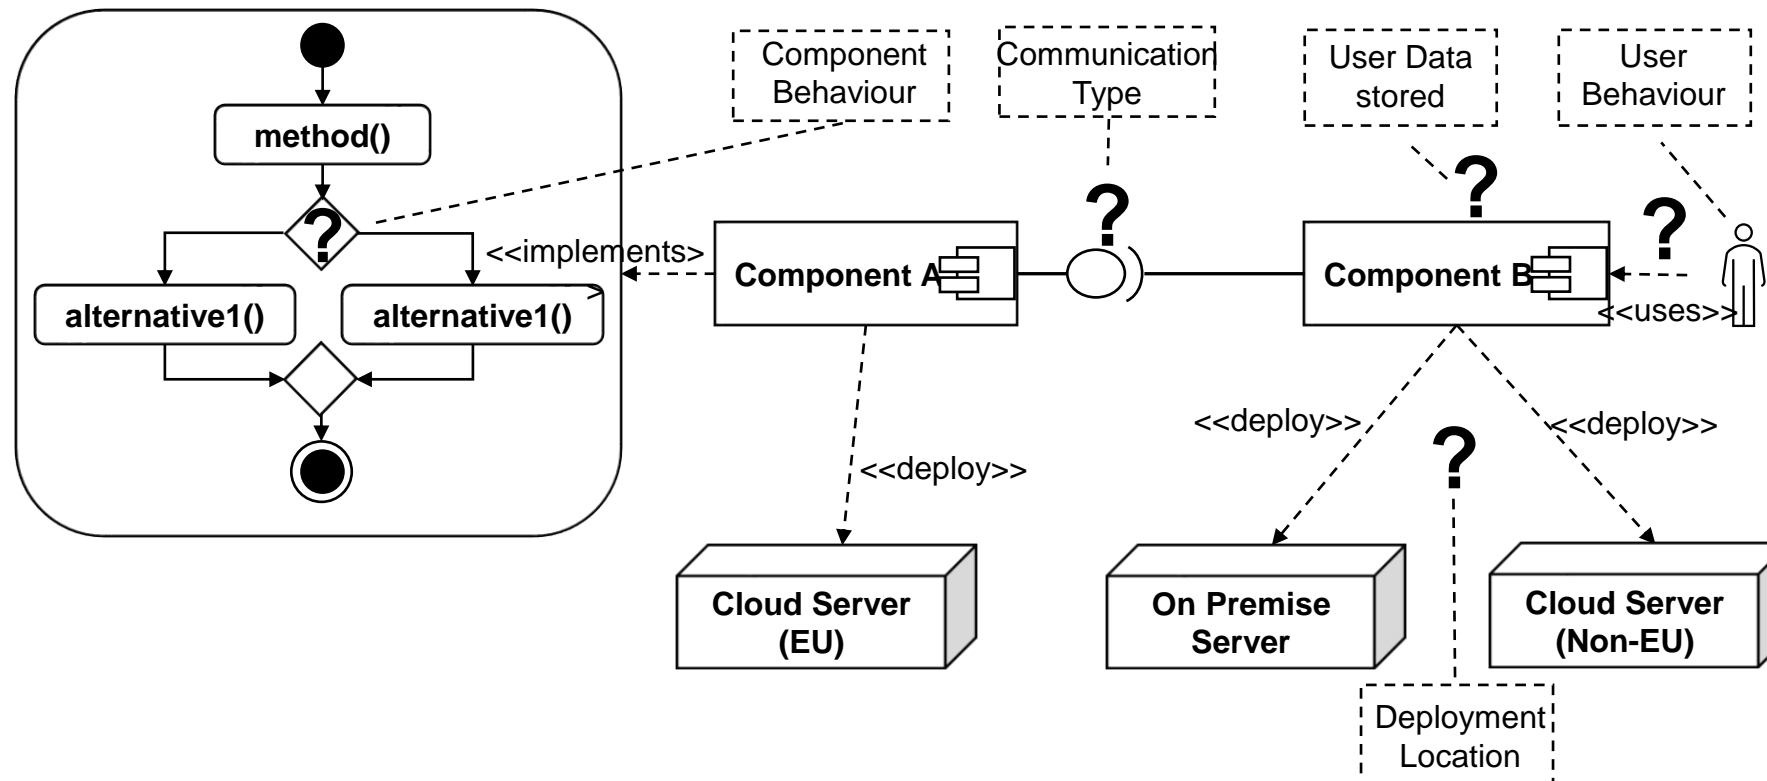 Component
Behaviour
Communication
Type
User Data
stored
User
Behaviour
method()
?
?
?
?
<<implements>
>
Component A
Component B
<<uses>>
alternative1()
alternative1()
<<deploy>>
<<deploy>>
<<deploy>>
?
Cloud Server
(EU)
On Premise
Server
Cloud Server
(Non-EU)
Deployment
Location